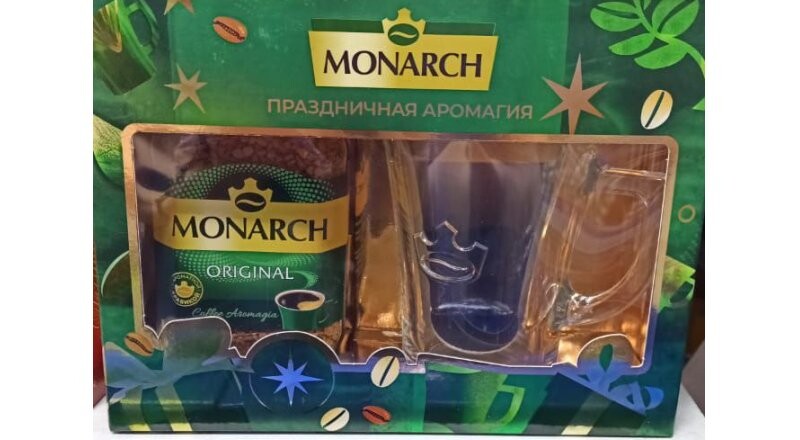 MONARCH
ПРАЗДНИЧНАЯ АРОМАГИЯ
MONARCH
ORIGINAL
Coffee Aromagia